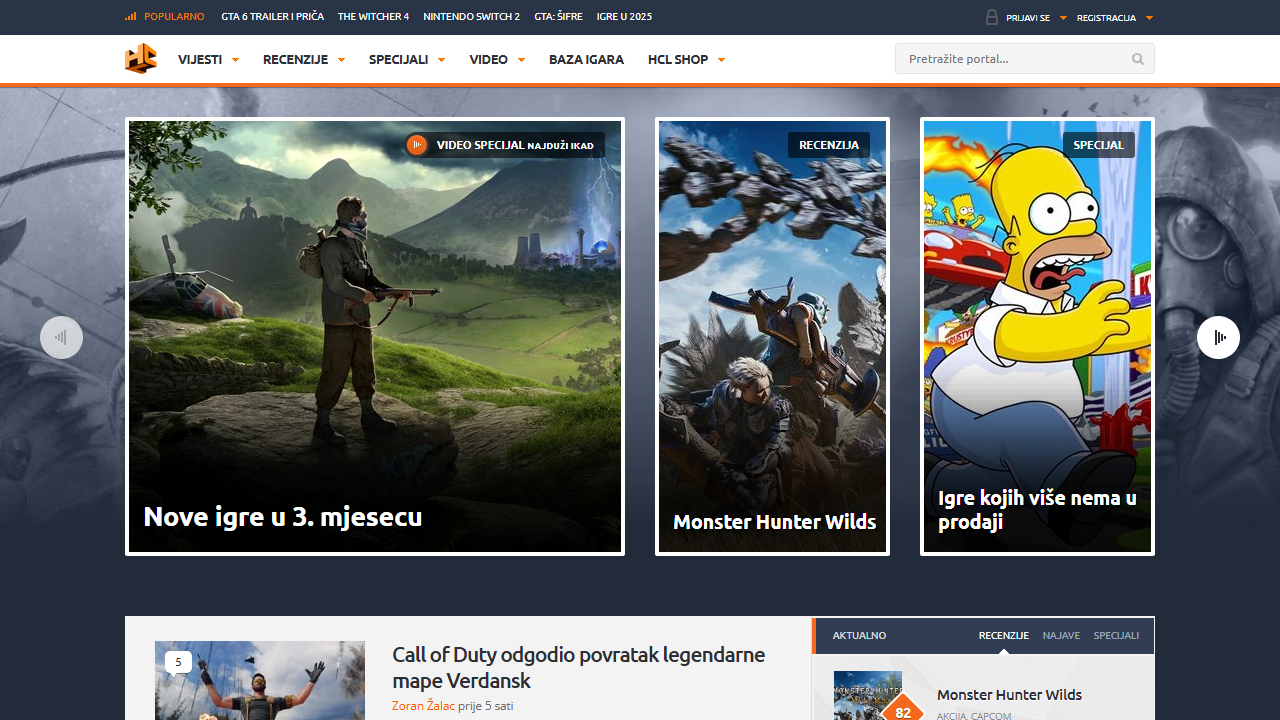 POPULARNO GTA 6 TRAILER I PRIČA THE WITCHER 4 NINTENDO SWITCH 2 GTA: ŠIFRE IGRE U 2025 PRIJAVI SE REGISTRACIJA
HC VIJESTI RECENZIJE SPECIJALI VIDEO BAZA IGARA HCL SHOP Pretražite portal...
VIDEO SPECIJAL NAJDUŽI IKAD
Nove igre u 3. mjesecu
RECENZIJA
Monster Hunter Wilds
SPECIJAL
Igre kojih više nema u
prodaji
5
Call of Duty odgodio povratak legendarne
mape Verdansk
Zoran Žalac prije 5 sati
AKTUALNO RECENZIJE NAJAVE SPECIJALI
MONSTER HUNTER
82
Monster Hunter Wilds
AKCIJA, CAPCOM